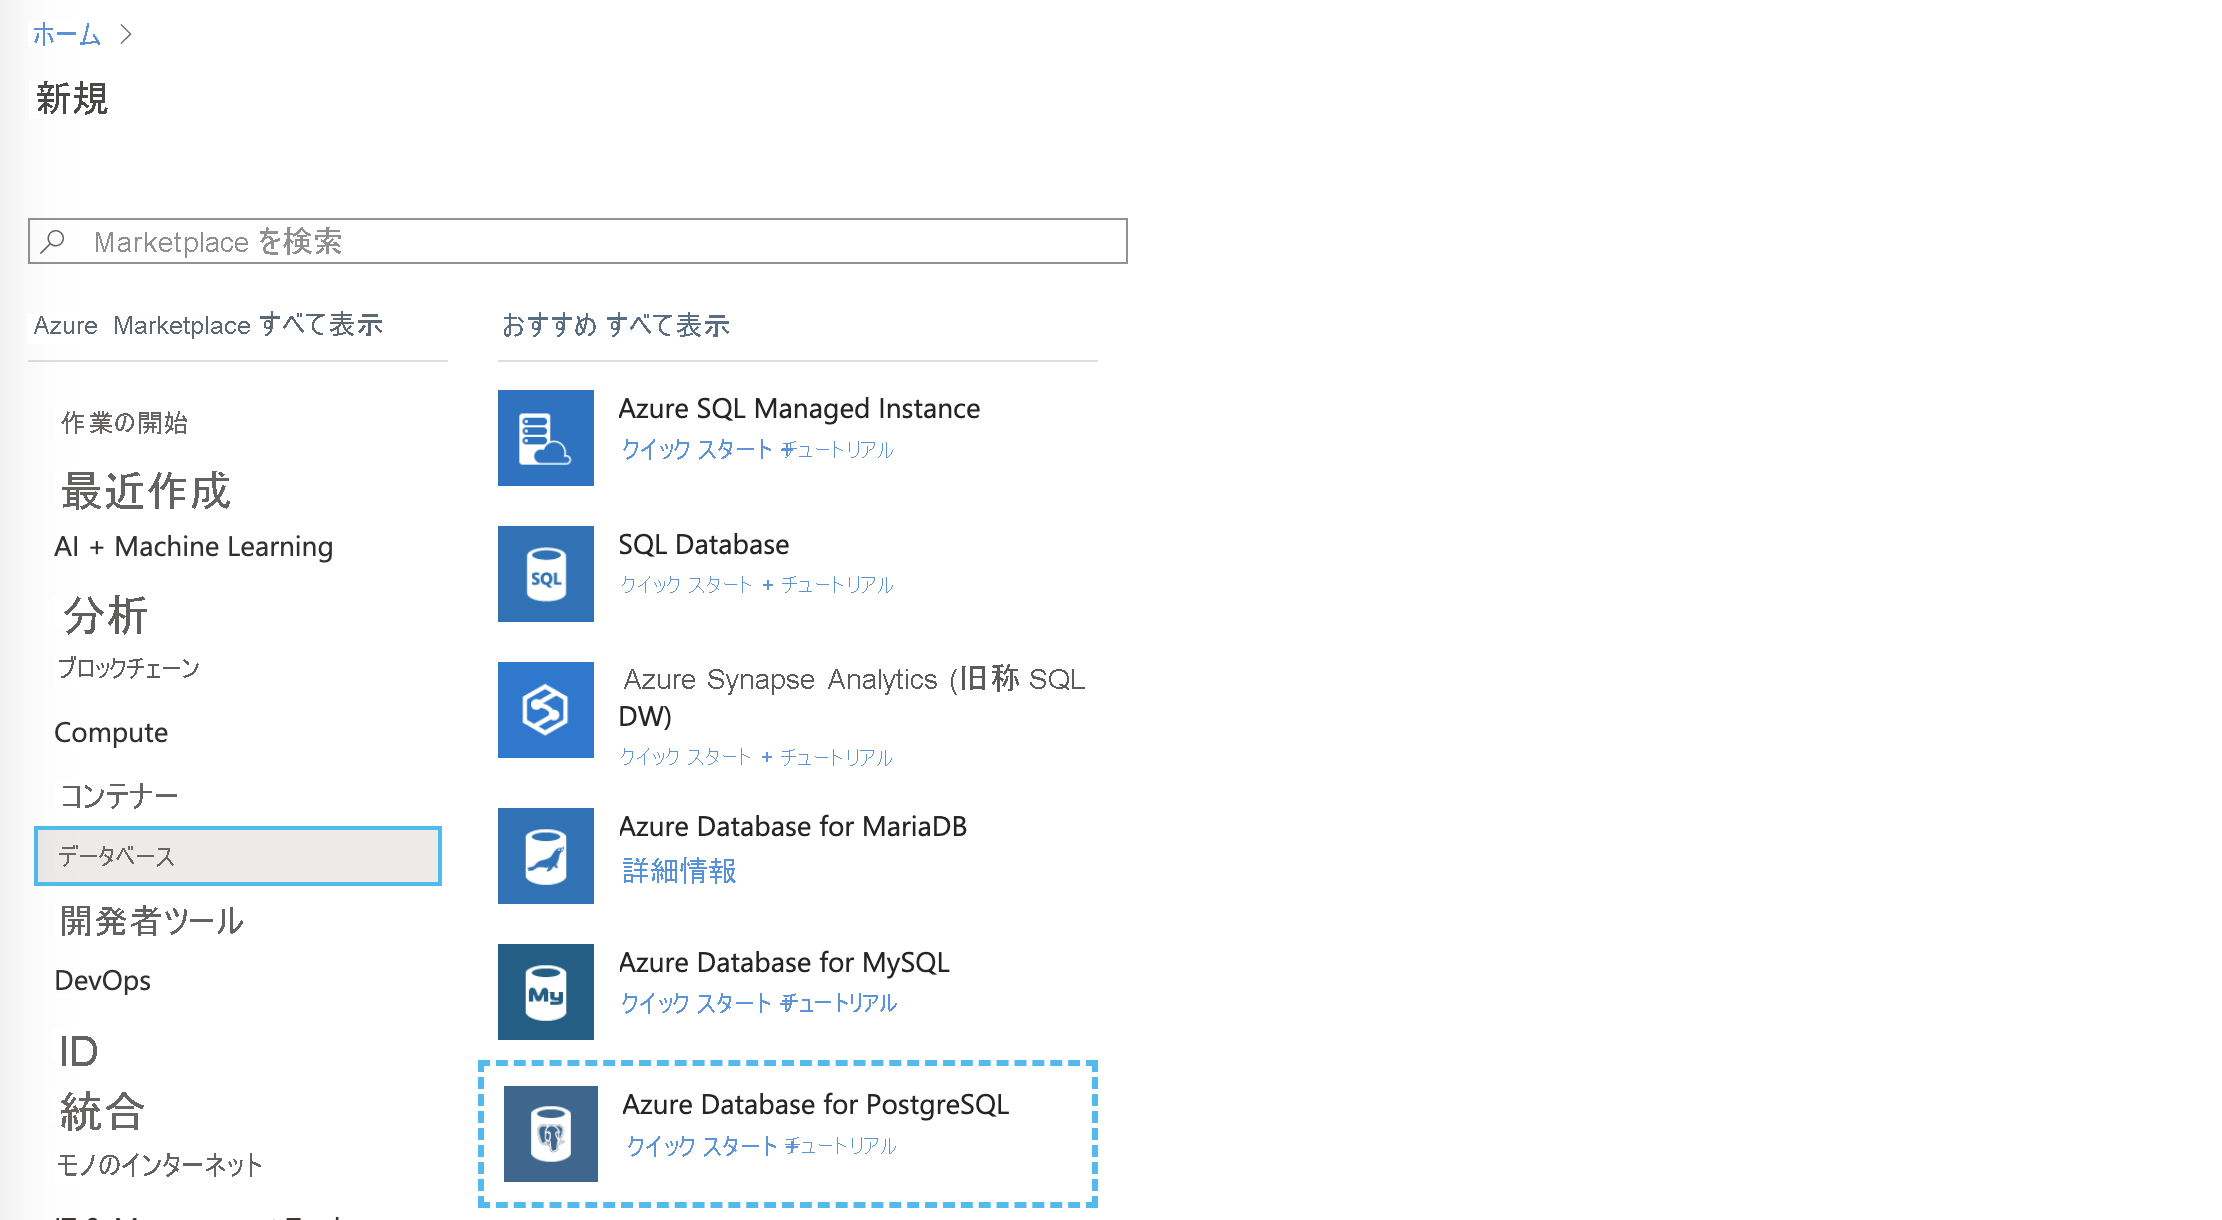 ホーム
新規
Marketplace を検索
Azure Marketplace すべて表示
作業の開始
最近作成
AI + Machine Learning
分析
ブロックチェーン
Compute
コンテナー
データベース
開発者ツール
DevOps
ID
統合
モノのインターネット
おすすめ すべて表示
Azure SQL Managed Instance
クイック スタート チュートリアル
SQL Database
SQL
クイック スタート + チュートリアル
Azure Synapse Analytics (旧称 SQL
DW)
クイック スタート + チュートリアル
Azure Database for MariaDB
詳細情報
Azure Database for MySQL
My
クイック スタート チュートリアル
Azure Database for PostgreSQL
クイック スタート チュートリアル